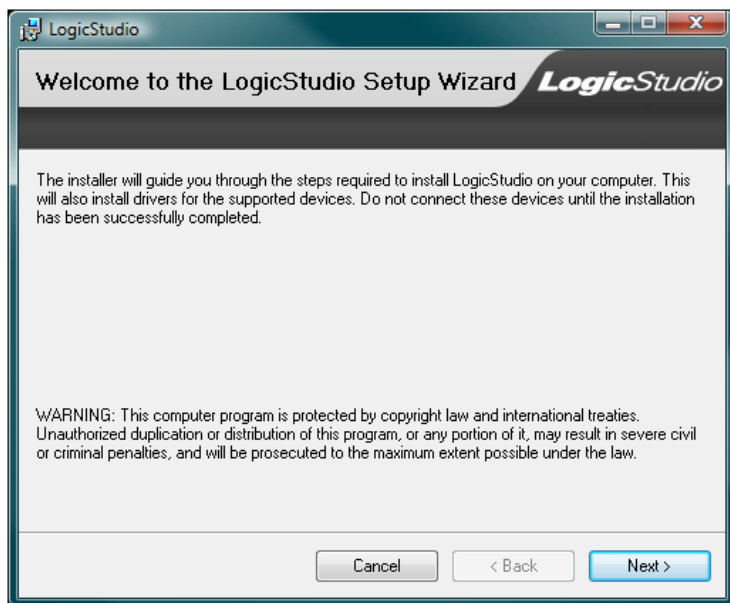 LogicStudio
Welcome to the LogicStudio Setup Wizard LogicStudio
The installer will guide you through the steps required to install LogicStudio on your computer. This
will also install drivers for the supported devices. Do not connect these devices until the installation
has been successfully completed.
WARNING: This computer program is protected by copyright law and international treaties.
Unauthorized duplication or distribution of this program, or any portion of it, may result in severe civil
or criminal penalties, and will be prosecuted to the maximum extent possible under the law.
Cancel < Back Next >